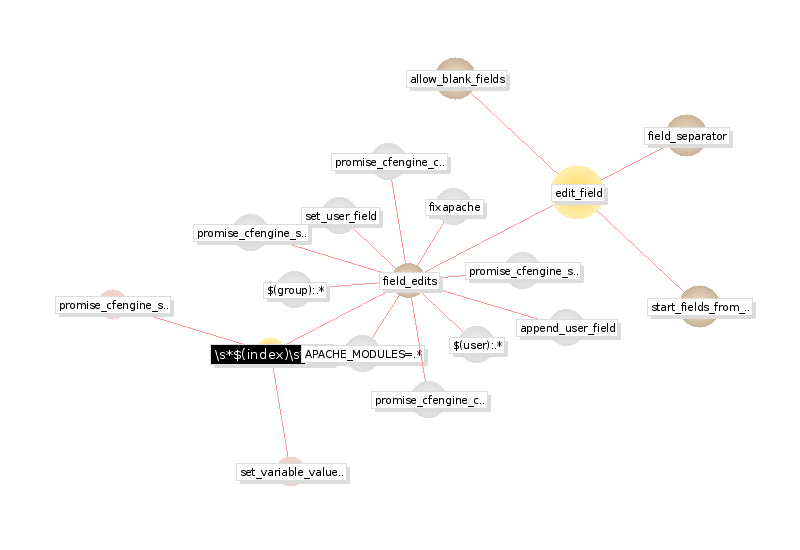 allow_blank_fields
field_separator
promise_cfengine_c..
edit_field
fixapache
set_user_field
promise_cfengine_s..
promise_cfengine_s..
field_edits
$(group):.*
promise_cfengine_s..
start_fields_from_..
append_user_field
$(user):.*
\s*$(index)\s
APACHE_MODULES=.*
promise_cfengine_c..
set_variable_value..